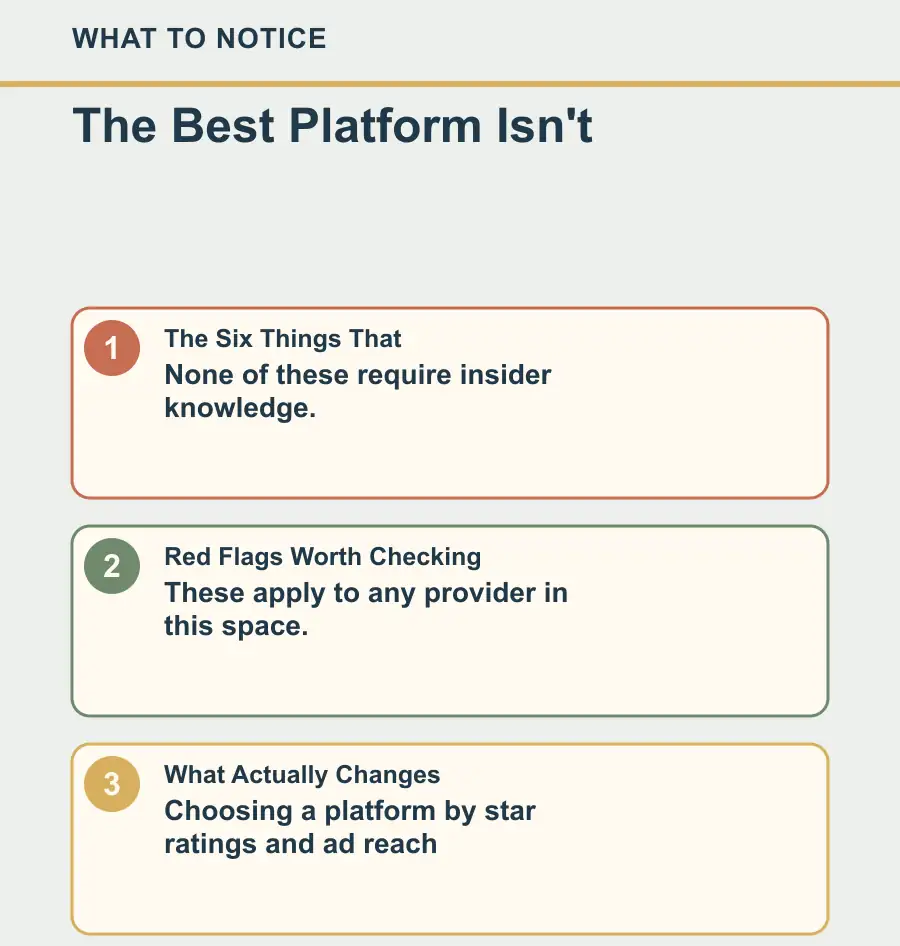 WHAT TO NOTICE
The Best Platform Isn't
1
The Six Things That
None of these require insider
knowledge.
2
Red Flags Worth Checking
These apply to any provider in
this space.
3
What Actually Changes
Choosing a platform by star
ratings and ad reach